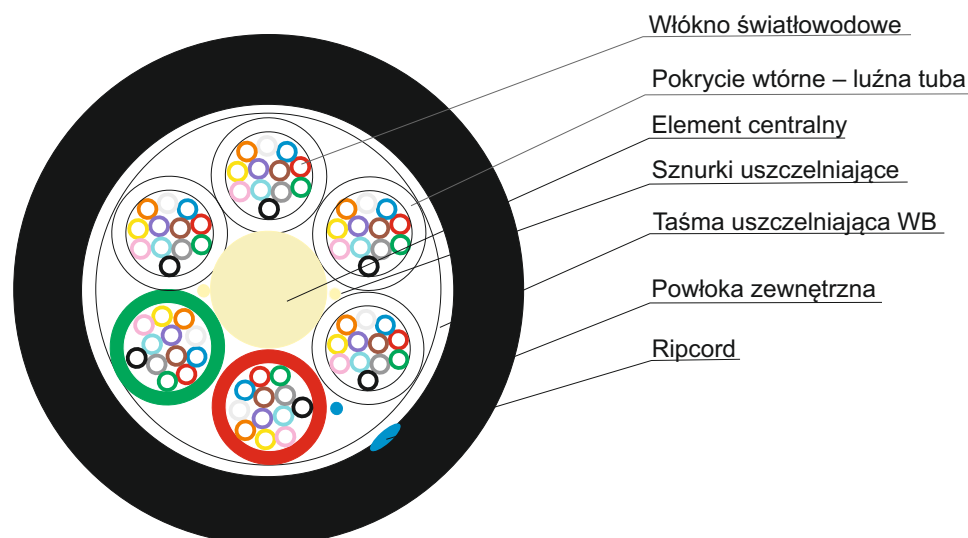 Włókno światłowodowe
Pokrycie wtórne – luźna tuba
Element centralny
Sznurki uszczelniające
Taśma uszczelniająca WB
Powłoka zewnętrzna
Ripcord